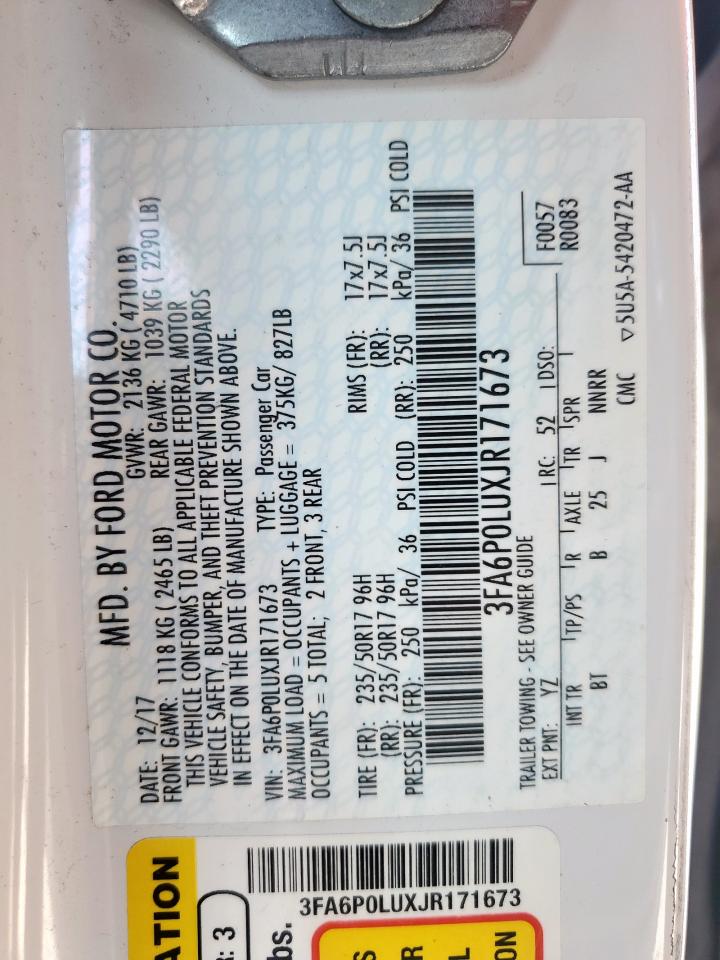 MFD. BY FORD MOTOR CO.
DATE: 12/17 GVWR: 2136 KG ( 4710 LB)
FRONT GAWR: 1118 KG ( 2465 LB) REAR GAWR: 1039 KG ( 2290 LB)
THIS VEHICLE CONFORMS TO ALL APPLICABLE FEDERAL MOTOR
VEHICLE SAFETY, BUMPER, AND THEFT PREVENTION STANDARDS
IN EFFECT ON THE DATE OF MANUFACTURE SHOWN ABOVE.
VIN: 3FA6P0LUXJR171673 TYPE: Passenger Car
MAXIMUM LOAD = OCCUPANTS + LUGGAGE = 375KG/ 827LB
OCCUPANTS = 5 TOTAL; 2 FRONT, 3 REAR
TIRE (FR): 235/50R17 96H RIMS (FR): 17x7.5J
(RR): 235/50R17 96H (RR): 17x7.5J
PRESSURE (FR): 250 kPa/ 36 PSI COLD (RR): 250 kPa/ 36 PSI COLD
3FA6P0LUXJR171673
TRAILER TOWING - SEE OWNER GUIDE
F0057
EXT PNT: YZ RC: 52 DSO: R0083
INT TR TP/PS R AXLE TR SPR
BT B 25 J NNRR
CMC ▽5U5A-5420472-AA
ATION
R: 3
bs.
3FA6P0LUXJR171673
S
R
L
ON